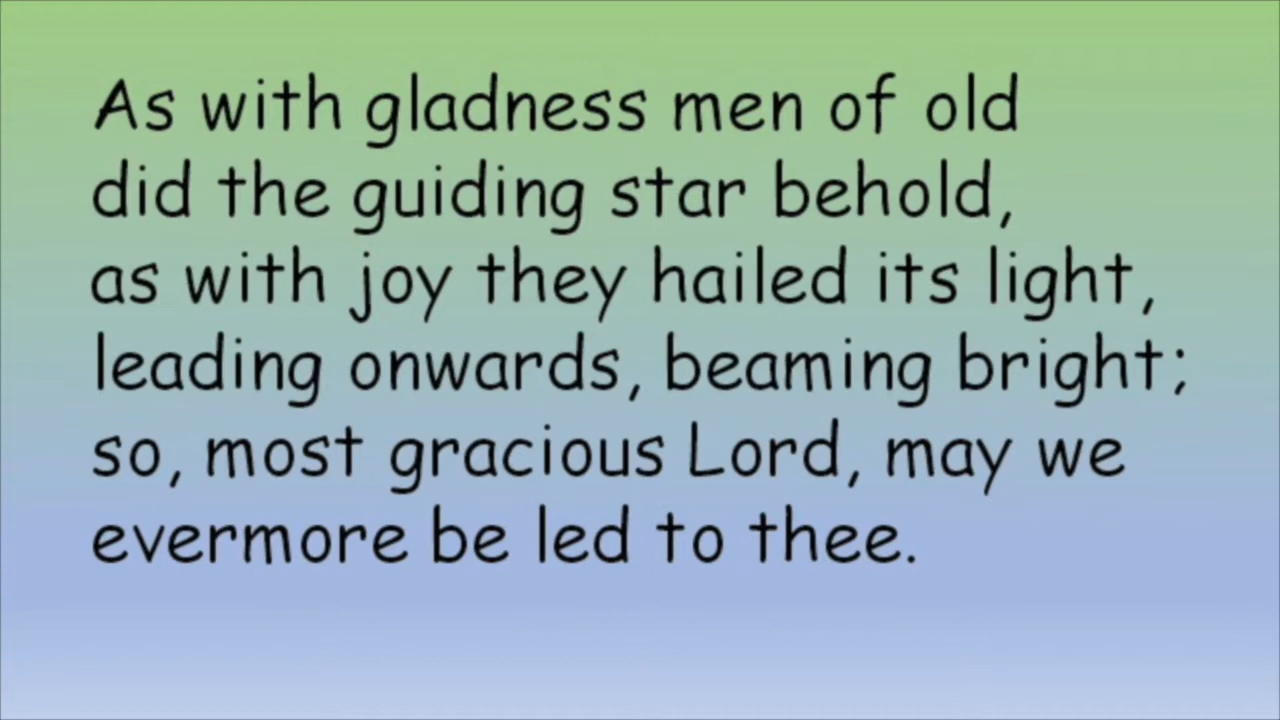 As with gladness men of old
did the guiding star behold,
as with joy they hailed its light,
leading onwards, beaming bright;
so, most gracious Lord, may we
evermore be led to thee.